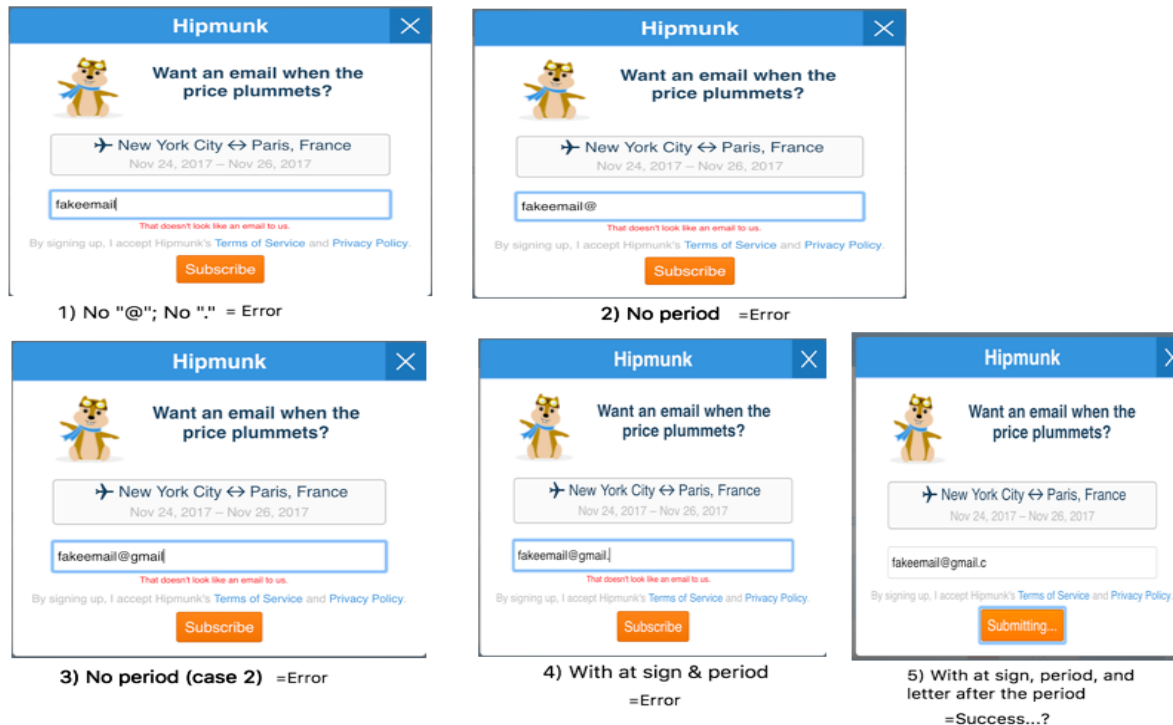 Hipmunk
Want an email when the
price plummets?
New York City ↔ Paris, France
Nov 24, 2017 – Nov 26, 2017
fakeemail
That doesn't look like an email to us.
By signing up, I accept Hipmunk's Terms of Service and Privacy Policy.
Subscribe
1) No "@"; No "." = Error
Hipmunk
Want an email when the
price plummets?
New York City ↔ Paris, France
Nov 24, 2017 – Nov 26, 2017
fakeemail@
That doesn't look like an email to us.
By signing up, I accept Hipmunk's Terms of Service and Privacy Policy.
Subscribe
2) No period =Error
Hipmunk
Want an email when the
price plummets?
New York City ↔ Paris, France
Nov 24, 2017 – Nov 26, 2017
fakeemail@gmail
That doesn't look like an email to us.
By signing up, I accept Hipmunk's Terms of Service and Privacy Policy.
Subscribe
3) No period (case 2) =Error
Hipmunk
Want an email when the
price plummets?
New York City ↔ Paris, France
Nov 24, 2017 – Nov 26, 2017
fakeemail@gmail.
That doesn't look like an email to us.
By signing up, I accept Hipmunk's Terms of Service and Privacy Policy.
Subscribe
4) With at sign & period
=Error
Hipmunk
Want an email when the
price plummets?
New York City ↔ Paris, France
Nov 24, 2017 – Nov 26, 2017
fakeemail@gmail.c
By signing up, I accept Hipmunk's Terms of Service and Privacy Policy.
Submitting...
5) With at sign, period, and
letter after the period
=Success...?